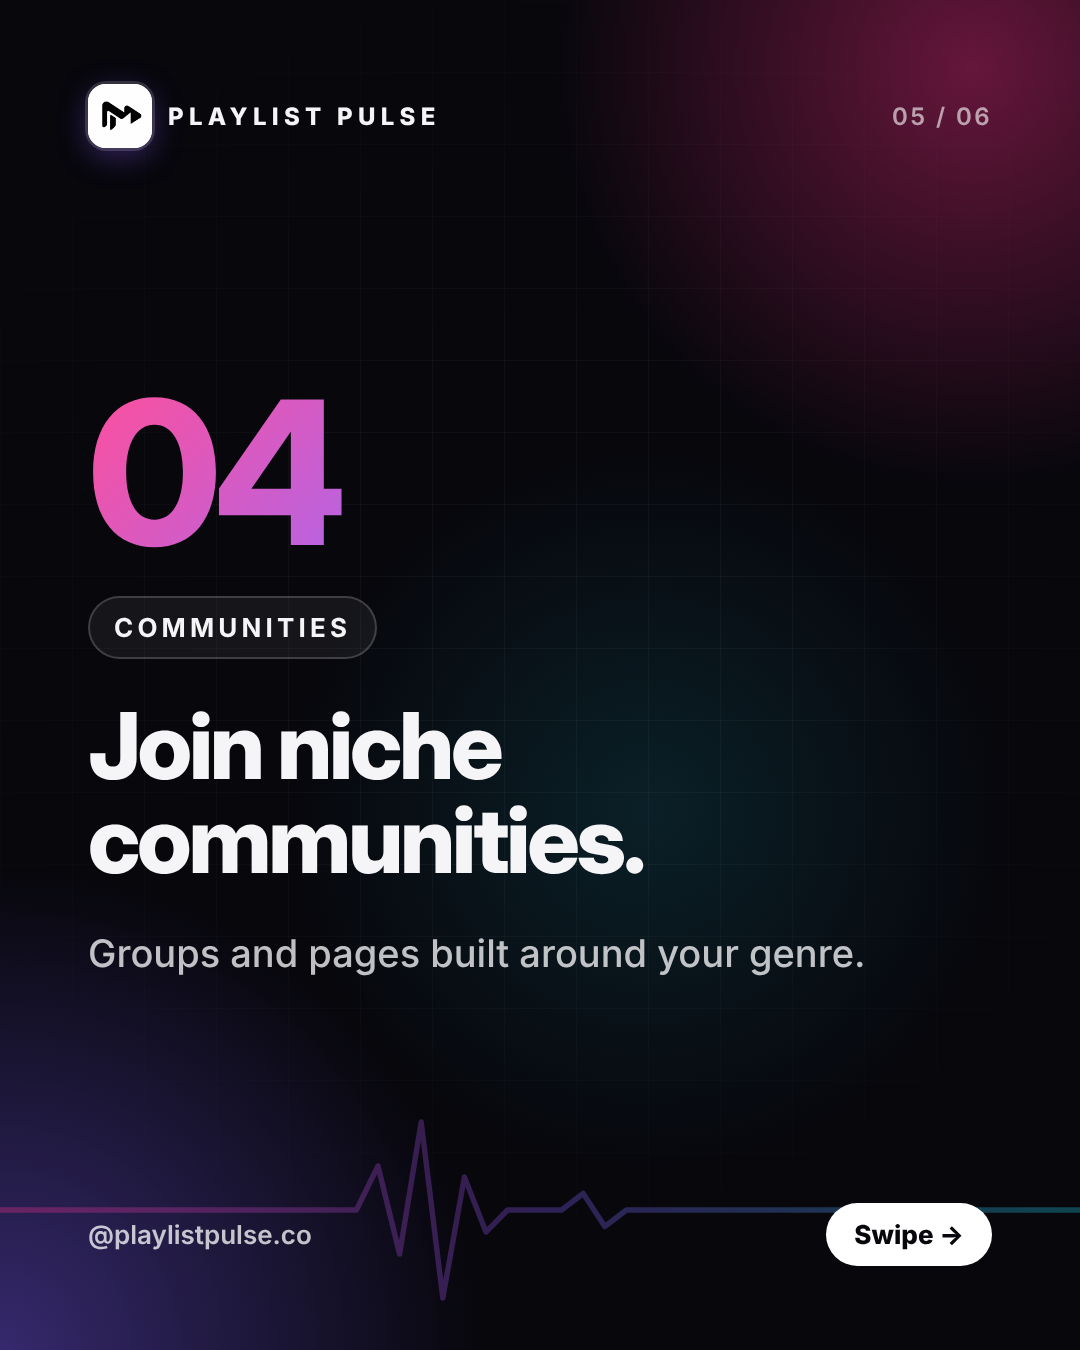 PLAYLIST PULSE
05 / 06
04
COMMUNITIES
Join niche
communities.
Groups and pages built around your genre.
@playlistpulse.co
Swipe →